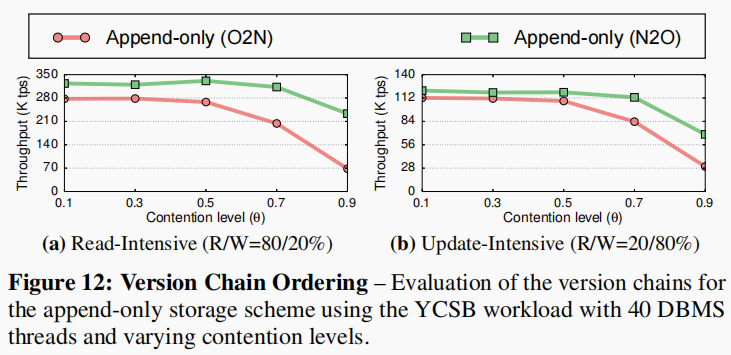 Append-only (O2N) Append-only (N2O)
Throughput (K tps)
350
280
210
140
70
0
0.1 0.3 0.5 0.7 0.9
Contention level (θ)
(a) Read-Intensive (R/W=80/20%)
Throughput (K tps)
140
112
84
56
28
0
0.1 0.3 0.5 0.7 0.9
Contention level (θ)
(b) Update-Intensive (R/W=20/80%)
Figure 12: Version Chain Ordering – Evaluation of the version chains for
the append-only storage scheme using the YCSB workload with 40 DBMS
threads and varying contention levels.